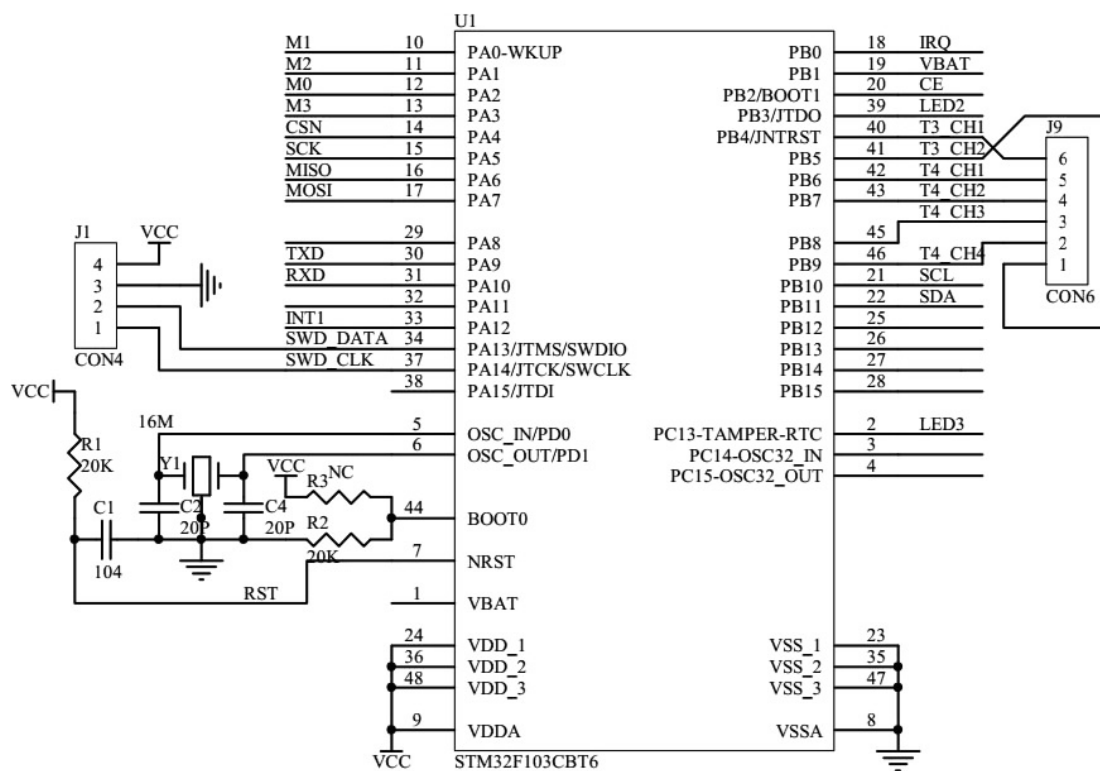 U1
M1 10 PA0-WKUP PB0 18 IRQ
M2 11 PA1 PB1 19 VBAT
M0 12 PA2 PB2/BOOT1 20 CE
M3 13 PA3 PB3/JTDO 39 LED2
CSN 14 PA4 PB4/JNTRST 40 T3_CH1 J9
SCK 15 PA5 PB5 41 T3_CH2 6
MISO 16 PA6 PB6 42 T4_CH1 5
MOSI 17 PA7 PB7 43 T4_CH2 4
T4_CH3 3
J1 VCC 29 PA8 PB8 45 2
4 TXD 30 PA9 PB9 46 T4_CH4 1
3 RXD 31 PA10 PB10 21 SCL CON6
2 32 PA11 PB11 22 SDA
1 INT1 33 PA12 PB12 25
CON4 SWD_DATA 34 PA13/JTMS/SWDIO PB13 26
SWD_CLK 37 PA14/JTCK/SWCLK PB14 27
VCC 38 PA15/JTDI PB15 28
16M 5 OSC_IN/PD0 PC13-TAMPER-RTC 2 LED3
R1 6 OSC_OUT/PD1 PC14-OSC32_IN 3
20K Y1 VCC R3 NC PC15-OSC32_OUT 4
C1 C2 C4 44 BOOT0
20P 20P R2
104 20K 7 NRST
RST
1 VBAT
24 VDD_1 VSS_1 23
36 VDD_2 VSS_2 35
48 VDD_3 VSS_3 47
9 VDDA VSSA 8
VCC STM32F103CBT6